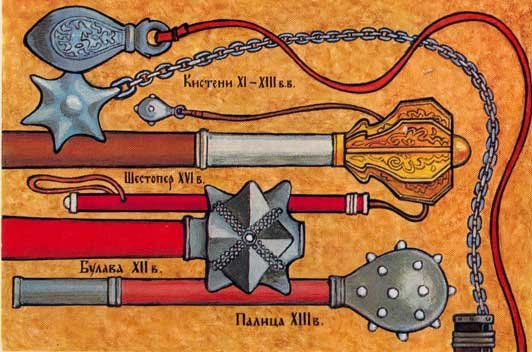 Кистени XI–XIII в.в.
Шестопер XVI в.
Булава XII в.
Палица XIII в.